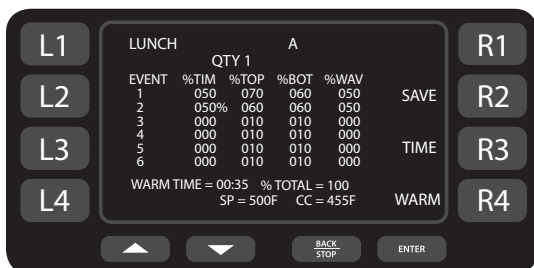 L1 LUNCH A R1
QTY 1
EVENT %TIM %TOP %BOT %WAV
1 050 070 060 050
L2 SAVE R2
2 050% 060 060 050
3 000 010 010 000
4 000 010 010 000
L3 5 000 010 010 000 TIME R3
6 000 010 010 000
WARM TIME = 00:35 % TOTAL = 100
L4 SP = 500F CC = 455F WARM R4
BACK
STOP
ENTER